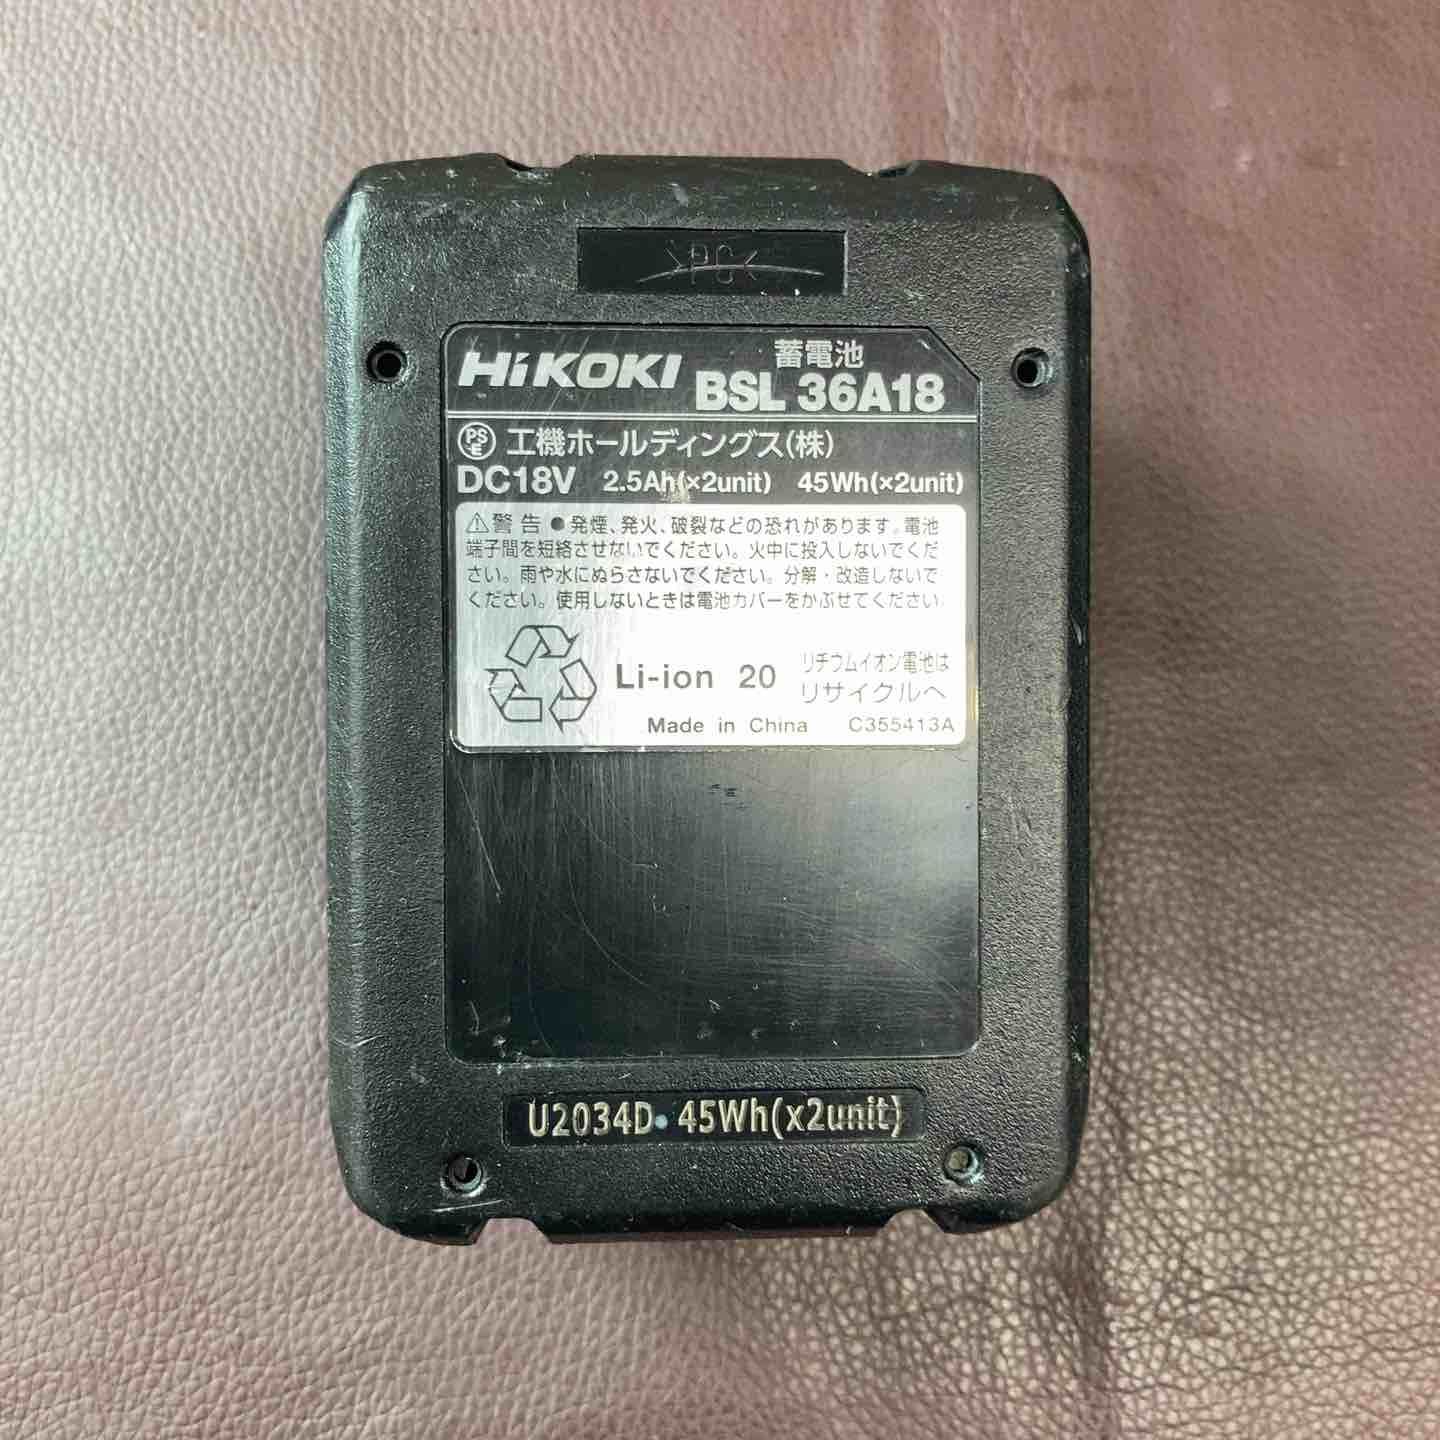 >PC<
HiKOKI
蓄電池
BSL 36A18
PS E 工機ホールディングス(株)
DC18V 2.5Ah(×2unit) 45Wh(×2unit)
⚠警告 ●発煙、発火、破裂などの恐れがあります。電池
端子間を短絡させないでください。火中に投入しないでくだ
さい。雨や水にぬらさないでください。分解・改造しないで
ください。使用しないときは電池カバーをかぶせてください。
Li-ion 20
リチウムイオン電池は
リサイクルへ
Made in China C355413A
U2034D• 45Wh(x2unit)